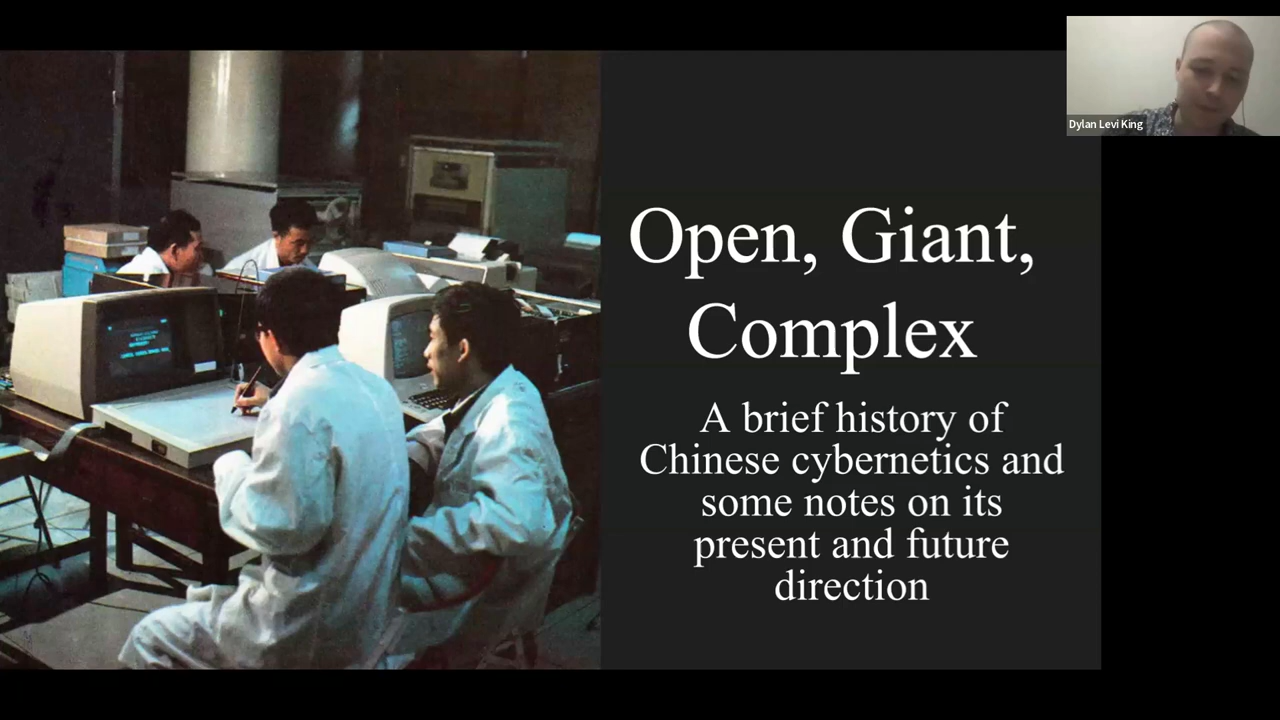 Dylan Levi King
Open, Giant,
Complex
A brief history of
Chinese cybernetics and
some notes on its
present and future
direction